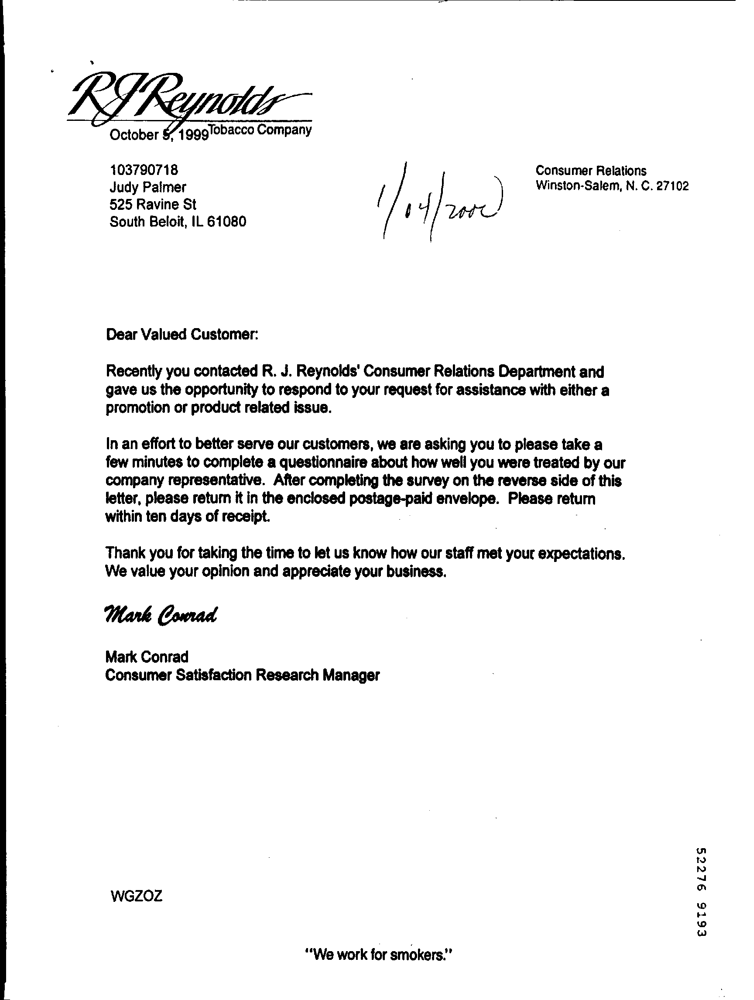 RJReynolds
Tobacco Company
October 5, 1999
103790718
Judy Palmer
525 Ravine St
South Beloit, IL 61080
1/04/2000
Consumer Relations
Winston-Salem, N. C. 27102
Dear Valued Customer:
Recently you contacted R. J. Reynolds' Consumer Relations Department and
gave us the opportunity to respond to your request for assistance with either a
promotion or product related issue.
In an effort to better serve our customers, we are asking you to please take a
few minutes to complete a questionnaire about how well you were treated by our
company representative. After completing the survey on the reverse side of this
letter, please return it in the enclosed postage-paid envelope. Please return
within ten days of receipt.
Thank you for taking the time to let us know how our staff met your expectations.
We value your opinion and appreciate your business.
Mark Conrad
Mark Conrad
Consumer Satisfaction Research Manager
WGZOZ
52276 9193
"We work for smokers."